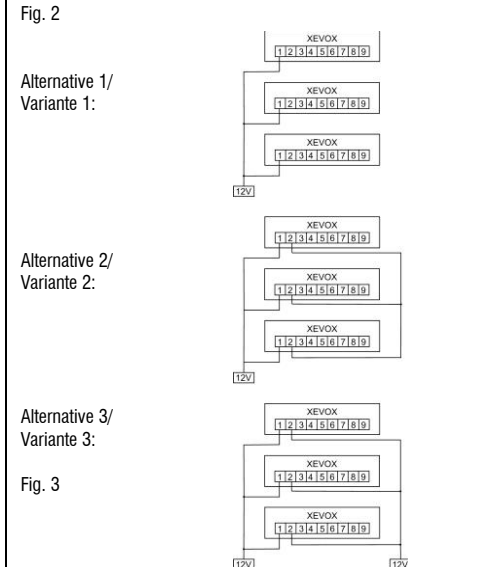 Fig. 2
XEVOX
1 2 3 4 5 6 7 8 9
Alternative 1/
Variante 1:
XEVOX
1 2 3 4 5 6 7 8 9
XEVOX
1 2 3 4 5 6 7 8 9
12V
XEVOX
1 2 3 4 5 6 7 8 9
Alternative 2/
Variante 2:
XEVOX
1 2 3 4 5 6 7 8 9
XEVOX
1 2 3 4 5 6 7 8 9
12V
XEVOX
1 2 3 4 5 6 7 8 9
Alternative 3/
Variante 3:
XEVOX
1 2 3 4 5 6 7 8 9
Fig. 3
XEVOX
1 2 3 4 5 6 7 8 9
12V 12V